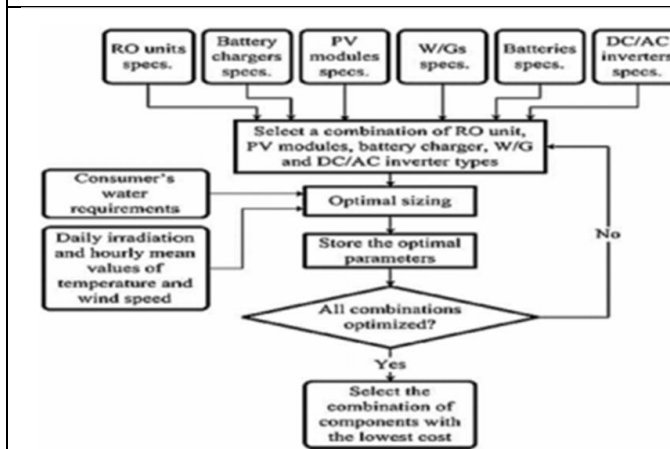 RO units
specs.
Battery
chargers
specs.
PV
modules
specs.
W/Gs
specs.
Batteries
specs.
DC/AC
inverters
specs.
Select a combination of RO unit,
PV modules, battery charger, W/G
and DC/AC inverter types
Consumer's
water
requirements
Optimal sizing
Daily irradiation
and hourly mean
values of
temperature and
wind speed
Store the optimal
parameters
No
All combinations
optimized?
Yes
Select the
combination of
components with
the lowest cost